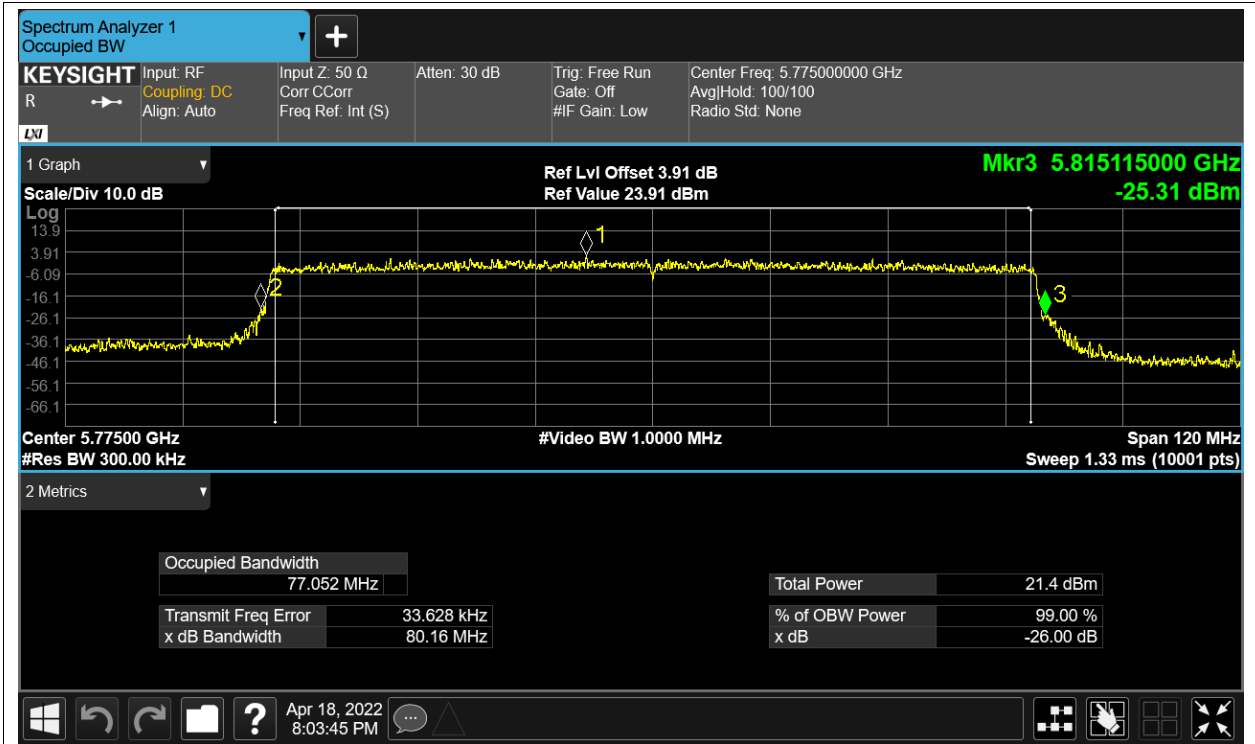 Spectrum Analyzer 1
Occupied BW
KEYSIGHT
R
LXI
Input: RF
Coupling: DC
Align: Auto
Input Z: 50 Ω
Corr CCorr
Freq Ref: Int (S)
Atten: 30 dB
Trig: Free Run
Gate: Off
#IF Gain: Low
Center Freq: 5.775000000 GHz
Avg|Hold: 100/100
Radio Std: None
1 Graph
Scale/Div 10.0 dB
Ref Lvl Offset 3.91 dB
Ref Value 23.91 dBm
Mkr3 5.815115000 GHz
-25.31 dBm
Log
13.9
3.91
-6.09
-16.1
-26.1
-36.1
-46.1
-56.1
-66.1
1
2
3
Center 5.77500 GHz
#Res BW 300.00 kHz
#Video BW 1.0000 MHz
Span 120 MHz
Sweep 1.33 ms (10001 pts)
2 Metrics
Occupied Bandwidth
77.052 MHz
Transmit Freq Error 33.628 kHz
x dB Bandwidth 80.16 MHz
Total Power 21.4 dBm
% of OBW Power 99.00 %
x dB -26.00 dB
?
Apr 18, 2022
8:03:45 PM